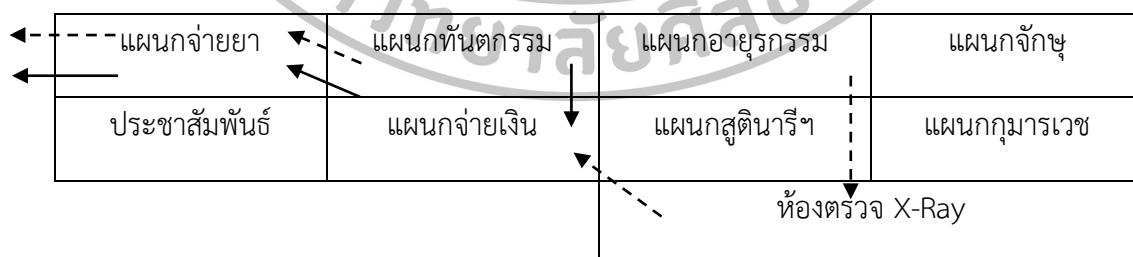 แผนกจ่ายยา แผนกทันตกรรม แผนกอายุรกรรม แผนกจักษุ
ประชาสัมพันธ์ แผนกจ่ายเงิน แผนกสูตินารีฯ แผนกกุมารเวช
ห้องตรวจ X-Ray